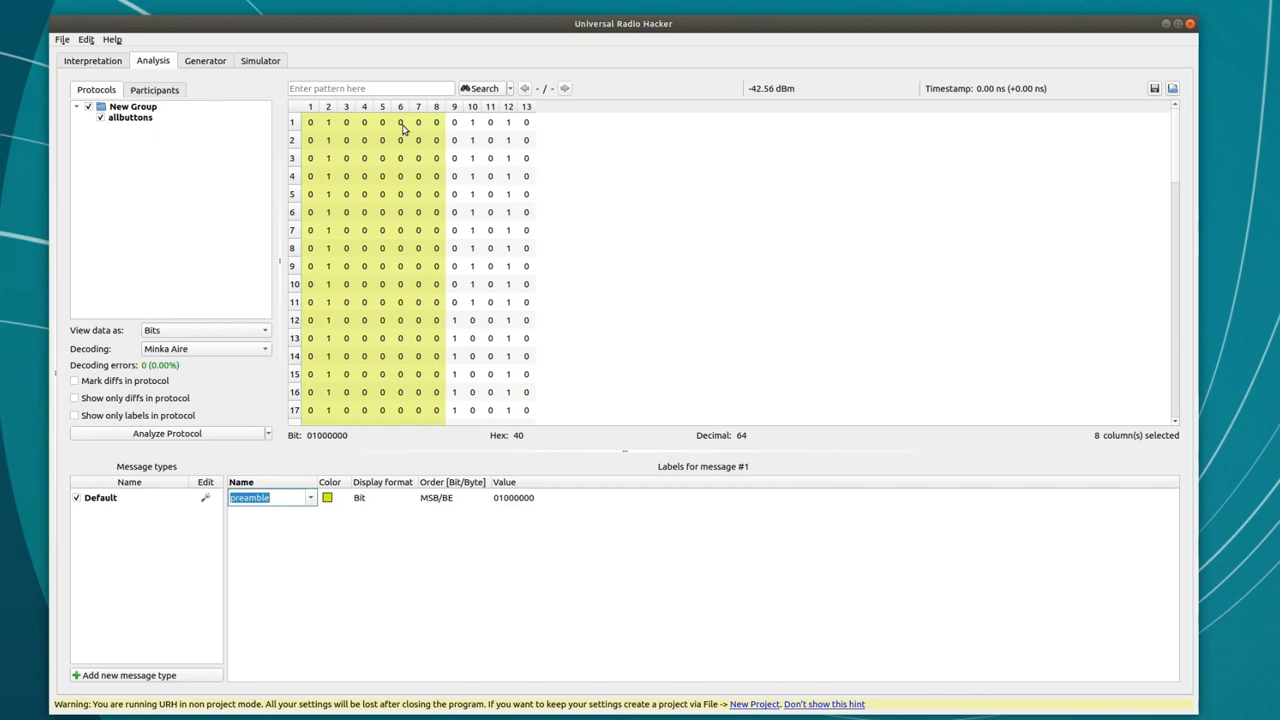 Universal Radio Hacker
File Edit Help
Interpretation Analysis Generator Simulator
Protocols Participants
Enter pattern here Search - / - -42.56 dBm Timestamp: 0.00 ns (+0.00 ns)
New Group
allbuttons
1 2 3 4 5 6 7 8 9 10 11 12 13
1 0 1 0 0 0 0 0 0 0 1 0 1 0
2 0 1 0 0 0 0 0 0 0 1 0 1 0
3 0 1 0 0 0 0 0 0 0 1 0 1 0
4 0 1 0 0 0 0 0 0 0 1 0 1 0
5 0 1 0 0 0 0 0 0 0 1 0 1 0
6 0 1 0 0 0 0 0 0 0 1 0 1 0
7 0 1 0 0 0 0 0 0 0 1 0 1 0
8 0 1 0 0 0 0 0 0 0 1 0 1 0
9 0 1 0 0 0 0 0 0 0 1 0 1 0
10 0 1 0 0 0 0 0 0 0 1 0 1 0
11 0 1 0 0 0 0 0 0 0 1 0 1 0
12 0 1 0 0 0 0 0 0 1 0 0 1 0
13 0 1 0 0 0 0 0 0 1 0 0 1 0
14 0 1 0 0 0 0 0 0 1 0 0 1 0
15 0 1 0 0 0 0 0 0 1 0 0 1 0
16 0 1 0 0 0 0 0 0 1 0 0 1 0
17 0 1 0 0 0 0 0 0 1 0 0 1 0
View data as: Bits
Decoding: Minka Aire
Decoding errors: 0 (0.00%)
Mark diffs in protocol
Show only diffs in protocol
Show only labels in protocol
Analyze Protocol
Bit: 01000000 Hex: 40 Decimal: 64 8 column(s) selected
Message types
Name Edit
Default
Add new message type
Labels for message #1
Name Color Display format Order [Bit/Byte] Value
preamble Bit MSB/BE 01000000
Warning: You are running URH in non project mode. All your settings will be lost after closing the program. If you want to keep your settings create a project via File -> New Project. Don't show this hint